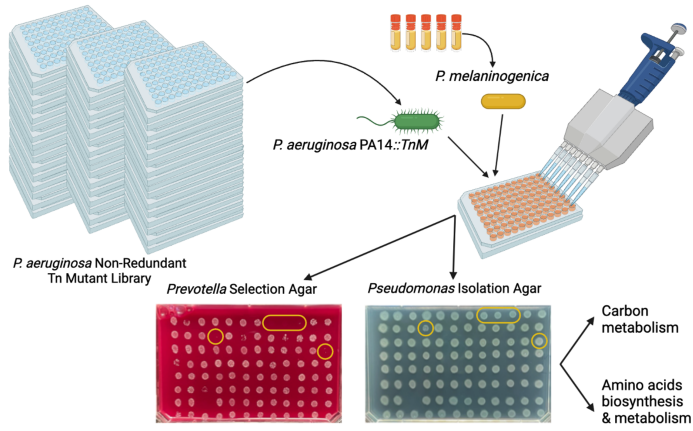 P. melaninogenica
P. aeruginosa PA14::TnM
P. aeruginosa Non-Redundant
Tn Mutant Library
Prevotella Selection Agar
Pseudomonas Isolation Agar
Carbon
metabolism
Amino acids
biosynthesis
& metabolism